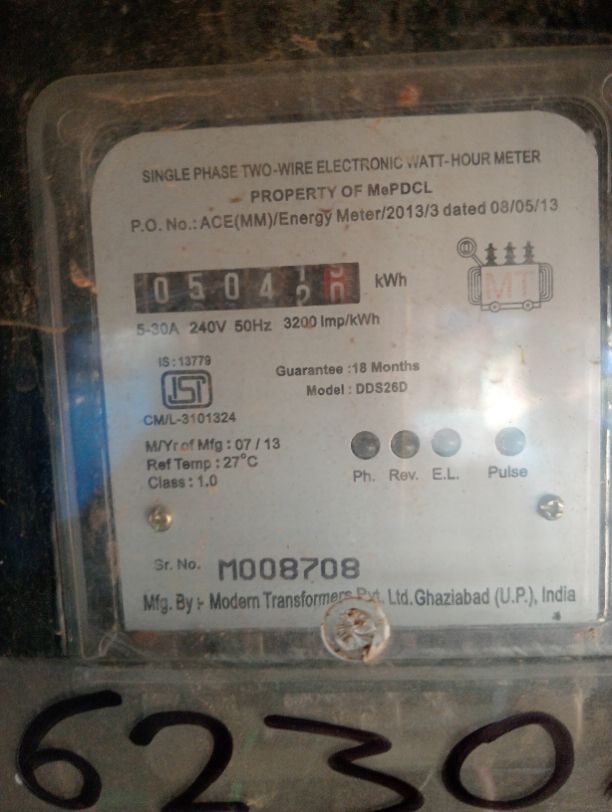 SINGLE PHASE TWO-WIRE ELECTRONIC WATT-HOUR METER
PROPERTY OF MePDCL
P.O. No.: ACE(MM)/Energy Meter/2013/3 dated 08/05/13
0504 kWh
MT
5-30A 240V 50Hz 3200 Imp/kWh
IS : 13779
ISI
CM/L-3101324
Guarantee :18 Months
Model : DDS26D
M/Yr of Mfg : 07 / 13
Ref Temp : 27°C
Class : 1.0
Ph. Rev. E.L. Pulse
Sr. No. M008708
Mfg. By :- Modern Transformers Pvt. Ltd. Ghaziabad (U.P.), India
6230